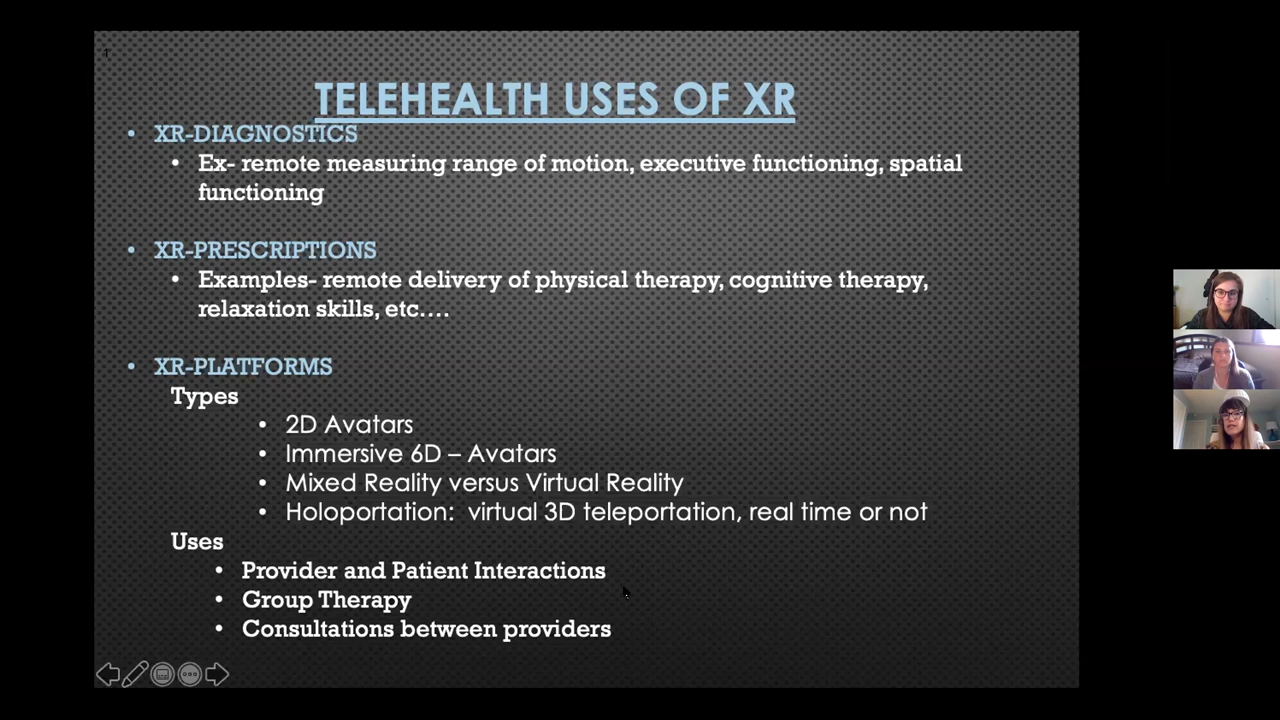 1
TELEHEALTH USES OF XR
• XR-DIAGNOSTICS
• Ex- remote measuring range of motion, executive functioning, spatial
functioning
• XR-PRESCRIPTIONS
• Examples- remote delivery of physical therapy, cognitive therapy,
relaxation skills, etc....
• XR-PLATFORMS
Types
• 2D Avatars
• Immersive 6D – Avatars
• Mixed Reality versus Virtual Reality
• Holoportation:  virtual 3D teleportation, real time or not
Uses
• Provider and Patient Interactions
• Group Therapy
• Consultations between providers